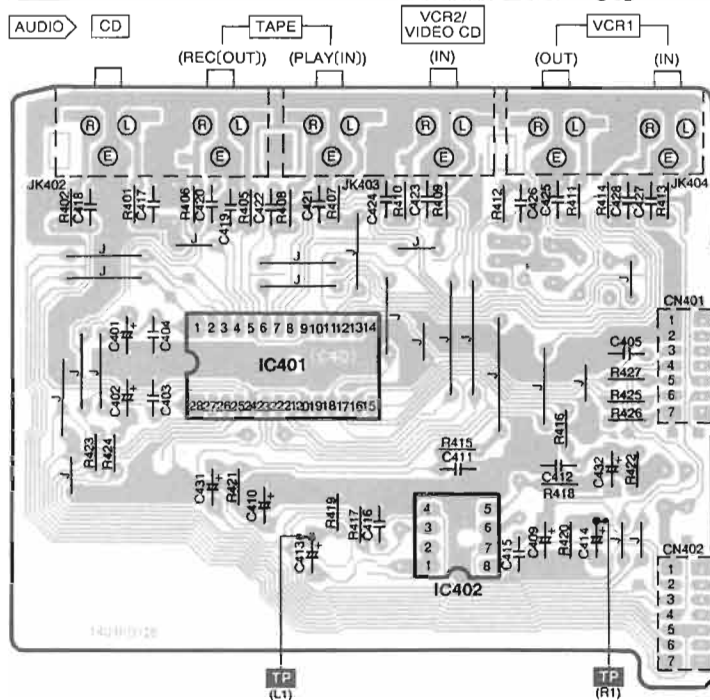 AUDIO CD TAPE VCR2/ VCR1
VIDEO CD
(REC(OUT)) (PLAY(IN)) (IN) (OUT) (IN)
R L R L R L R L R L R L
E E E E E E
JK402 JK403 JK404
R402 C418 R401 C417 R406 C420 C419 R405 C422 R408 C421 R407 C424 R410 C423 R409 R412 C426 C425 R411 R414 C428 C427 R413
J J J
J J J J
CN401
1 2 3 4 5 6 7 8 9 10 11 12 13 14
IC401
28 27 26 25 24 23 22 21 20 19 18 17 16 15
C401 C404
C402 C403
J J J J J J J J J J
C405
R427
R425
R426
1
2
3
4
5
6
7
R423 R424 J
R415
C411
R416
C412
R418
C432 R422
C431 R421 C410
R419 R417 C416
C413
4 5
3 6
2 7
1 8
IC402
C415 C409 R420 C414 J J
CN402
1
2
3
4
5
6
7
TP
(L1)
TP
(R1)